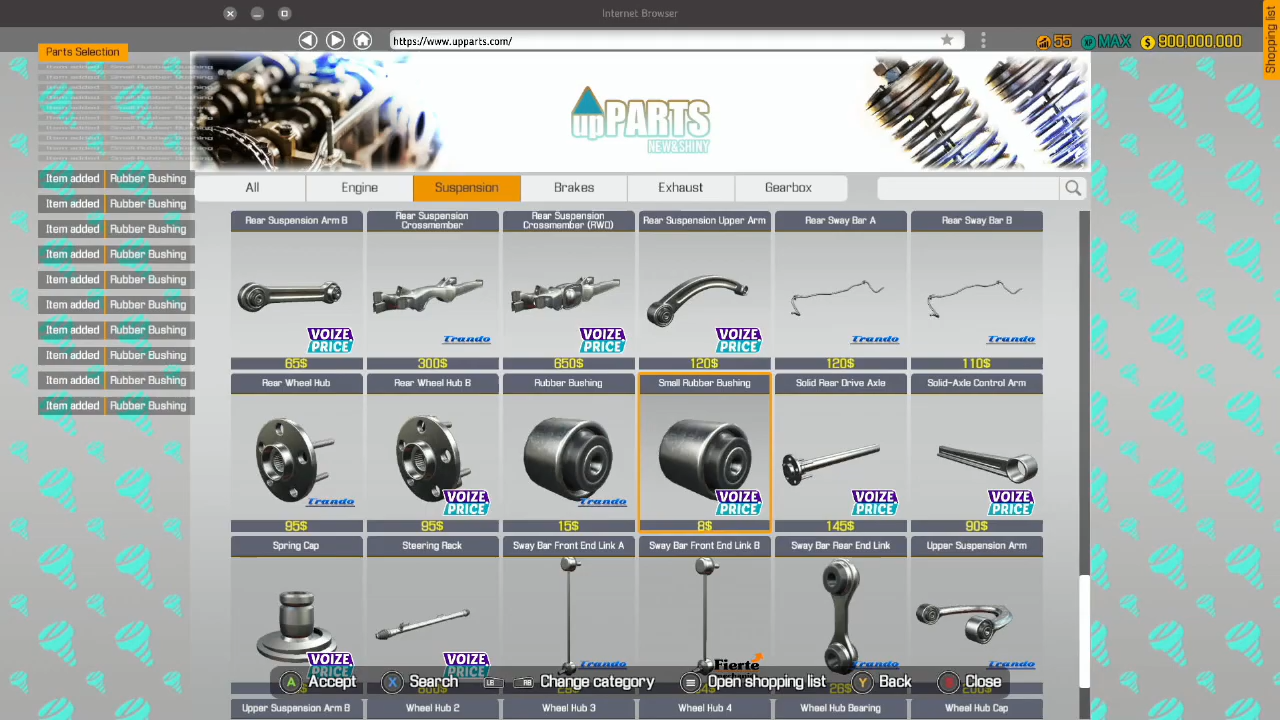 Internet Browser
Shopping list
https://www.upparts.com/
55
XP MAX
$ 900,000,000
Parts Selection
upPARTS
NEW&SHINY
Item added Rubber Bushing
Item added Rubber Bushing
Item added Rubber Bushing
Item added Rubber Bushing
Item added Rubber Bushing
Item added Rubber Bushing
Item added Rubber Bushing
Item added Rubber Bushing
Item added Rubber Bushing
Item added Rubber Bushing
All Engine Suspension Brakes Exhaust Gearbox
Rear Suspension Arm B
VOIZE PRICE
65$
Rear Suspension
Crossmember
Trando
300$
Rear Suspension
Crossmember (RWD)
VOIZE PRICE
650$
Rear Suspension Upper Arm
VOIZE PRICE
120$
Rear Sway Bar A
Trando
120$
Rear Sway Bar B
Trando
110$
Rear Wheel Hub
Trando
95$
Rear Wheel Hub B
VOIZE PRICE
95$
Rubber Bushing
Trando
15$
Small Rubber Bushing
VOIZE PRICE
8$
Solid Rear Drive Axle
VOIZE PRICE
145$
Solid-Axle Control Arm
VOIZE PRICE
90$
Spring Cap
VOIZE PRICE
Steering Rack
VOIZE PRICE
Sway Bar Front End Link A
Trando
Sway Bar Front End Link B
Fierte
Sway Bar Rear End Link
Trando
Upper Suspension Arm
Trando
A Accept X Search LB RB Change category Open shopping list Y Back Close
Upper Suspension Arm B
Wheel Hub 2
Wheel Hub 3
Wheel Hub 4
Wheel Hub Bearing
Wheel Hub Cap